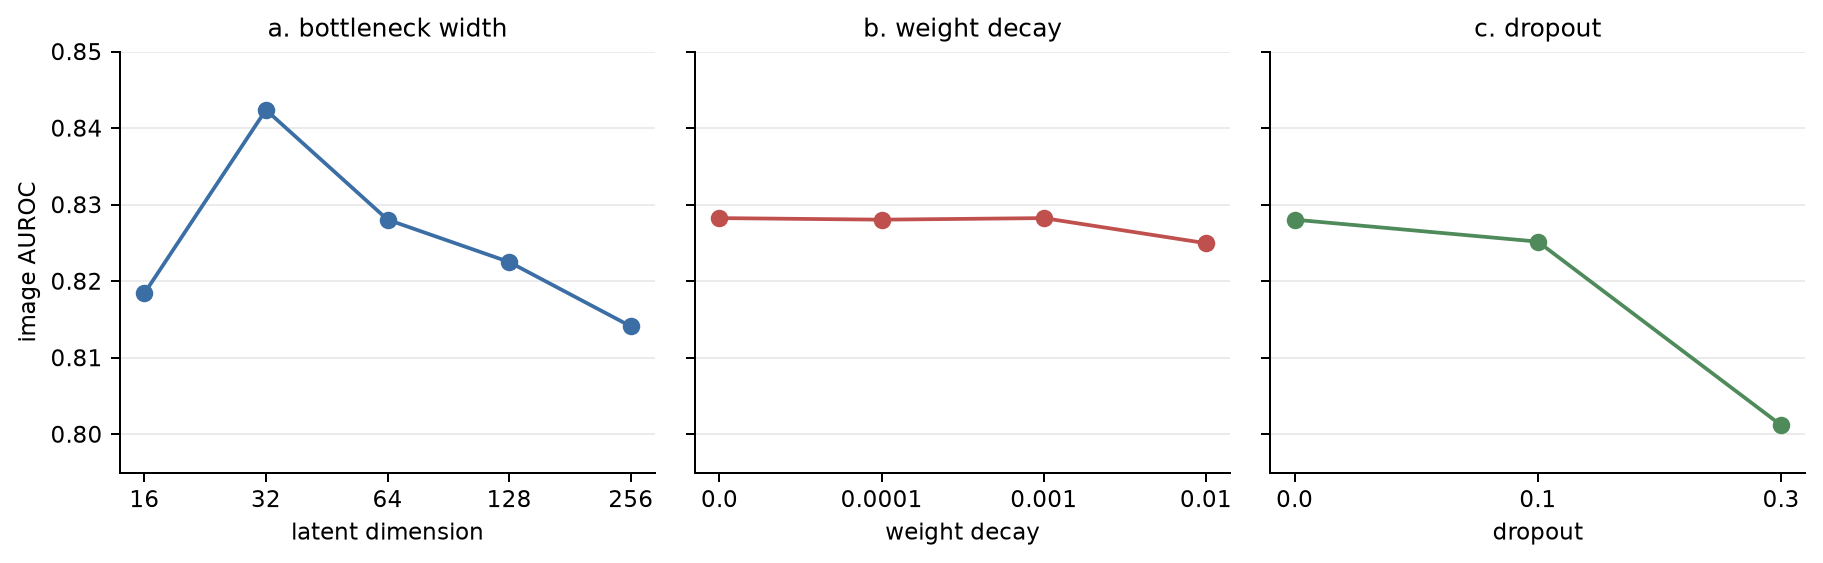 a. bottleneck width
b. weight decay
c. dropout
image AUROC
0.85
0.84
0.83
0.82
0.81
0.80
16 32 64 128 256
0.0 0.0001 0.001 0.01
0.0 0.1 0.3
latent dimension
weight decay
dropout